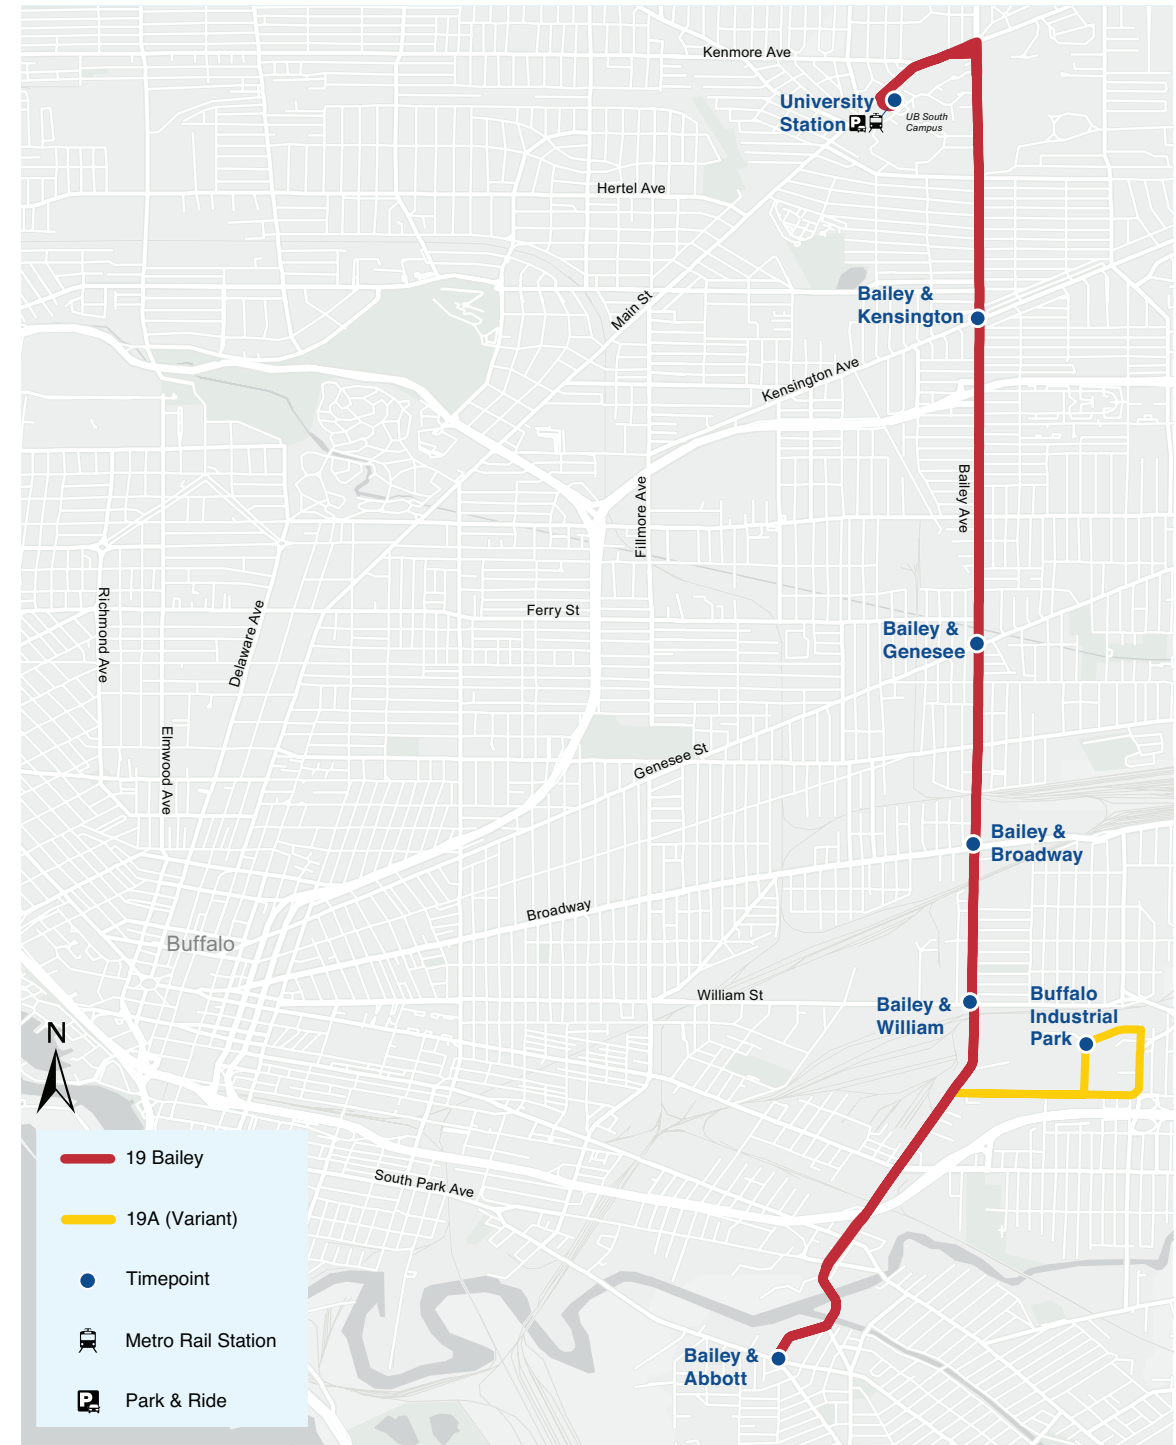 Kenmore Ave
University
Station
UB South
Campus
Hertel Ave
Bailey &
Kensington
Main St
Kensington Ave
Bailey Ave
Fillmore Ave
Richmond Ave
Delaware Ave
Ferry St
Bailey &
Genesee
Elmwood Ave
Genesee St
Bailey &
Broadway
Broadway
Buffalo
William St
Bailey &
William
Buffalo
Industrial
Park
N
19 Bailey
South Park Ave
19A (Variant)
Timepoint
Metro Rail Station
Bailey &
Abbott
P
Park & Ride